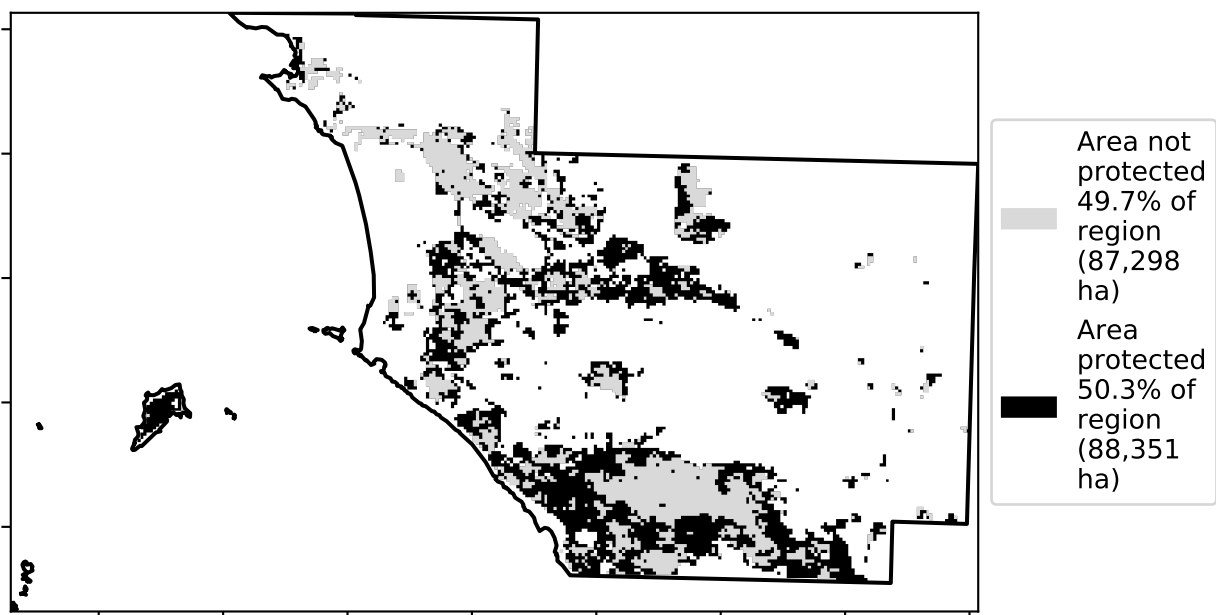 Area not
protected
49.7% of
region
(87,298
ha)
Area
protected
50.3% of
region
(88,351
ha)